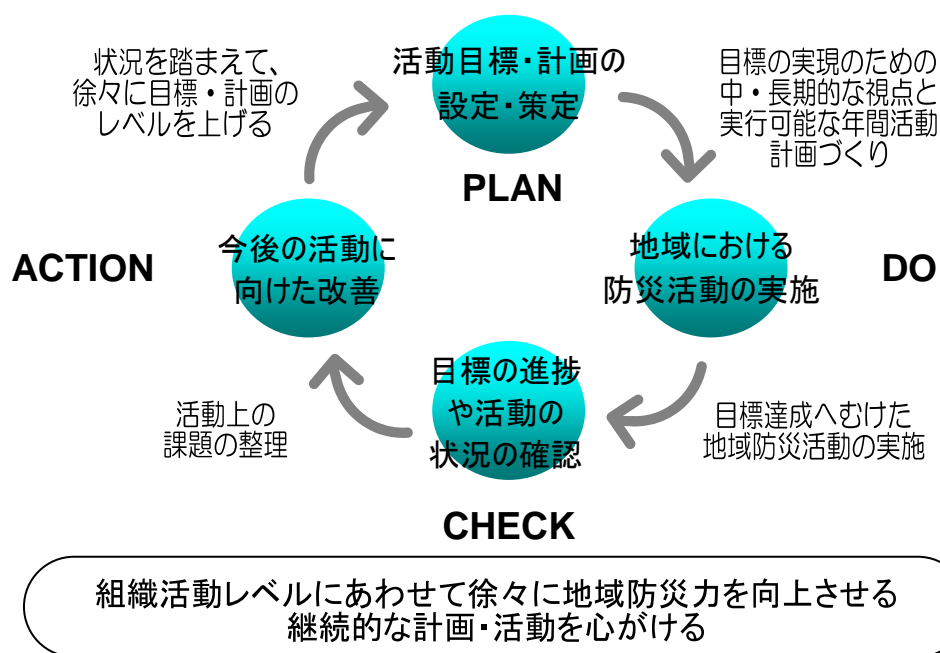 活動目標・計画の
設定・策定
PLAN
目標の実現のための
中・長期的な視点と
実行可能な年間活動
計画づくり
地域における
防災活動の実施
DO
目標達成へむけた
地域防災活動の実施
目標の進捗
や活動の
状況の確認
CHECK
活動上の
課題の整理
今後の活動に
向けた改善
ACTION
状況を踏まえて、
徐々に目標・計画の
レベルを上げる
組織活動レベルにあわせて徐々に地域防災力を向上させる
継続的な計画・活動を心がける